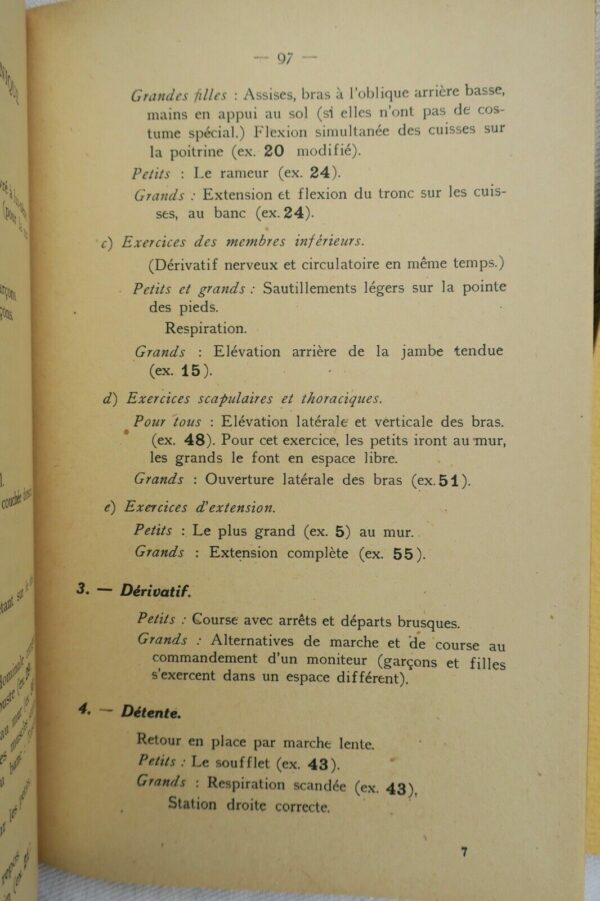 — 97 —
Grandes filles : Assises, bras à l'oblique arrière basse,
mains en appui au sol (si elles n'ont pas de cos-
tume spécial.) Flexion simultanée des cuisses sur
la poitrine (ex. 20 modifié).
Petits : Le rameur (ex. 24).
Grands : Extension et flexion du tronc sur les cuis-
ses, au banc (ex. 24).
c) Exercices des membres inférieurs.
(Dérivatif nerveux et circulatoire en même temps.)
Petits et grands : Sautillements légers sur la pointe
des pieds.
Respiration.
Grands : Elévation arrière de la jambe tendue
(ex. 15).
d) Exercices scapulaires et thoraciques.
Pour tous : Elévation latérale et verticale des bras.
(ex. 48). Pour cet exercice, les petits iront au mur,
les grands le font en espace libre.
Grands : Ouverture latérale des bras (ex. 51).
e) Exercices d'extension.
Petits : Le plus grand (ex. 5) au mur.
Grands : Extension complète (ex. 55).
3. — Dérivatif.
Petits : Course avec arrêts et départs brusques.
Grands : Alternatives de marche et de course au
commandement d'un moniteur (garçons et filles
s'exercent dans un espace différent).
4. — Détente.
Retour en place par marche lente.
Petits : Le soufflet (ex. 43).
Grands : Respiration scandée (ex. 43),
Station droite correcte.
7